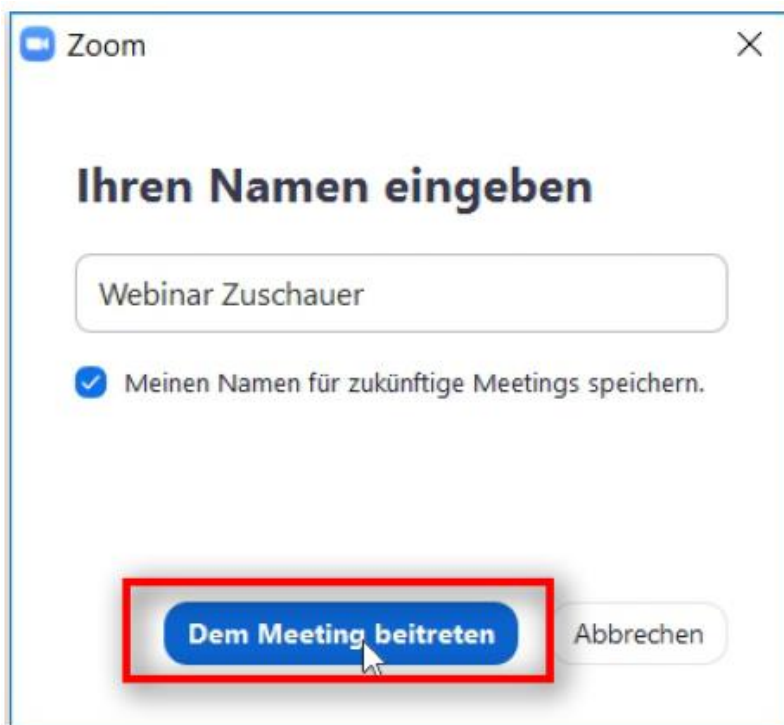 Zoom
Ihren Namen eingeben
Webinar Zuschauer
Meinen Namen für zukünftige Meetings speichern.
Dem Meeting beitreten
Abbrechen